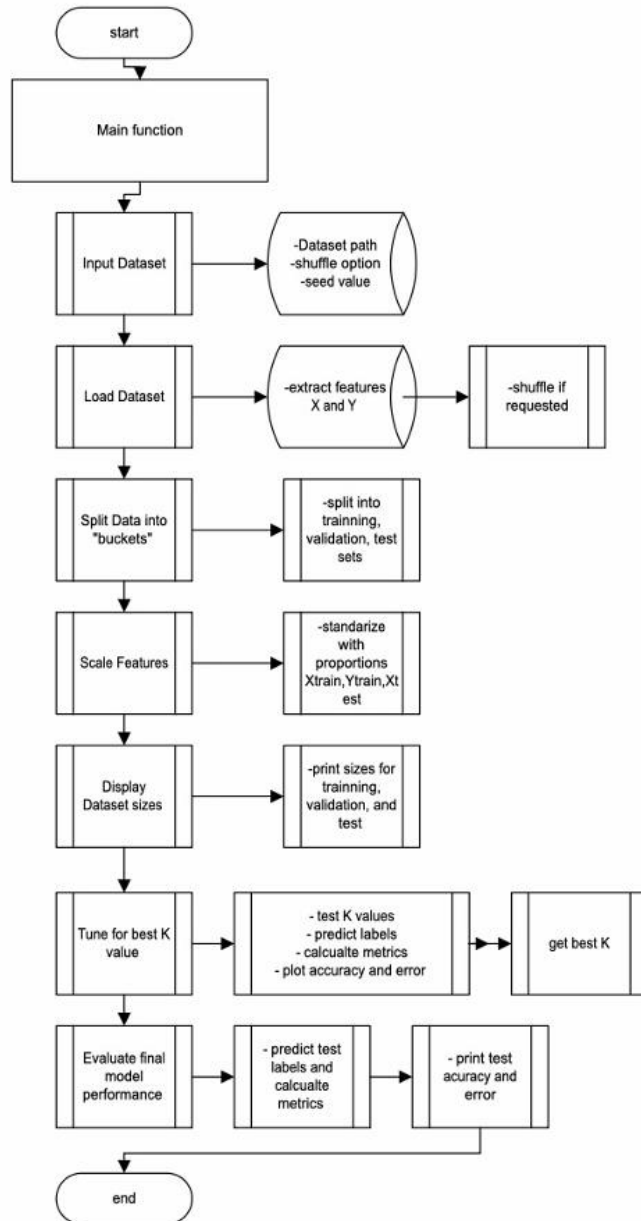 start
Main function
Input Dataset
-Dataset path
-shuffle option
-seed value
Load Dataset
-extract features
X and Y
-shuffle if
requested
Split Data into
"buckets"
-split into
trainning,
validation, test
sets
Scale Features
-standarize
with
proportions
Xtrain,Ytrain,Xt
est
Display
Dataset sizes
-print sizes for
trainning,
validation, and
test
Tune for best K
value
- test K values
- predict labels
- calcualte metrics
- plot accuracy and error
get best K
Evaluate final
model
performance
- predict test
labels and
calcualte
metrics
- print test
acuracy and
error
end